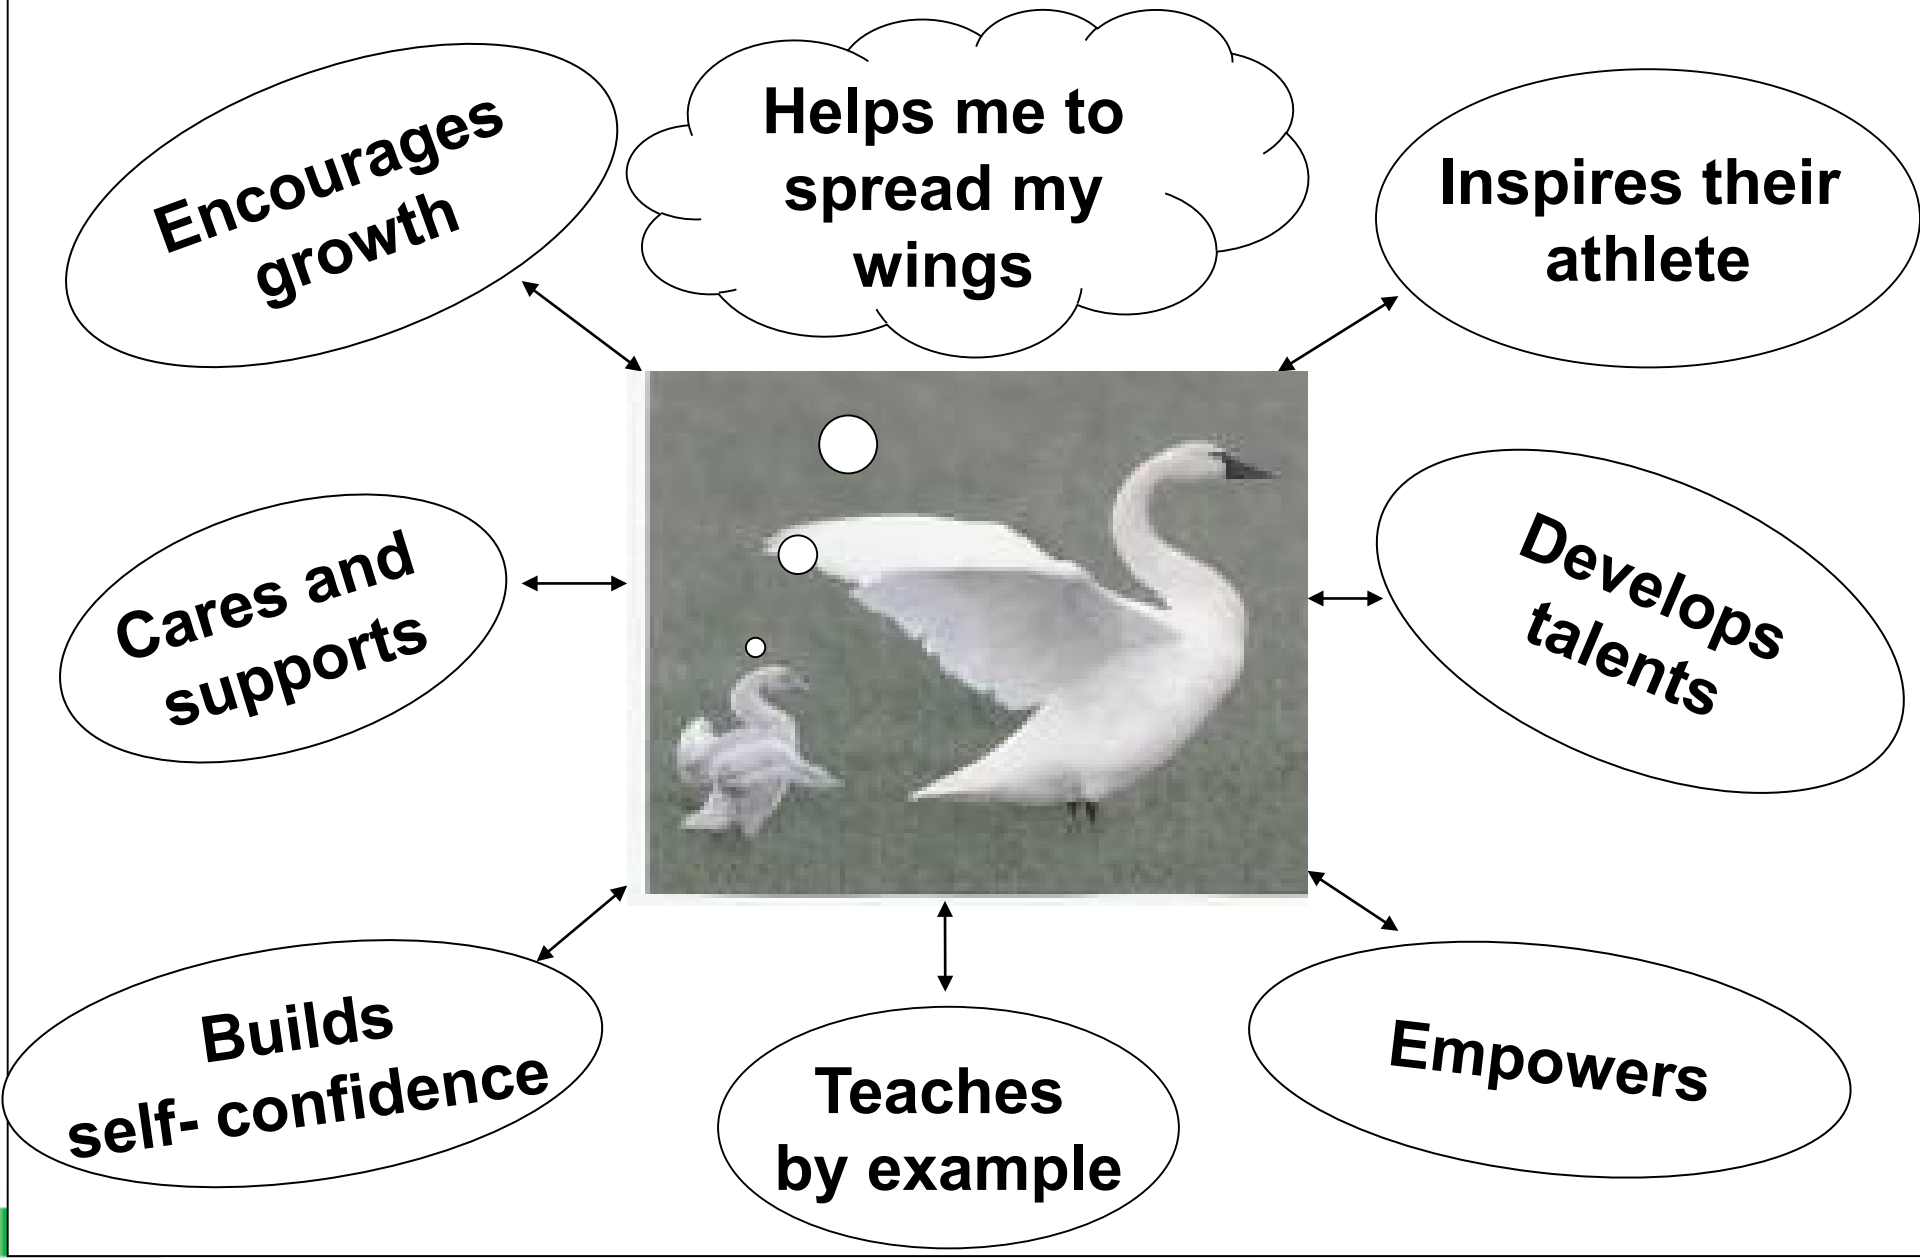 Encourages
growth
Helps me to
spread my
wings
Inspires their
athlete
Cares and
supports
Develops
talents
Builds
self- confidence
Teaches
by example
Empowers